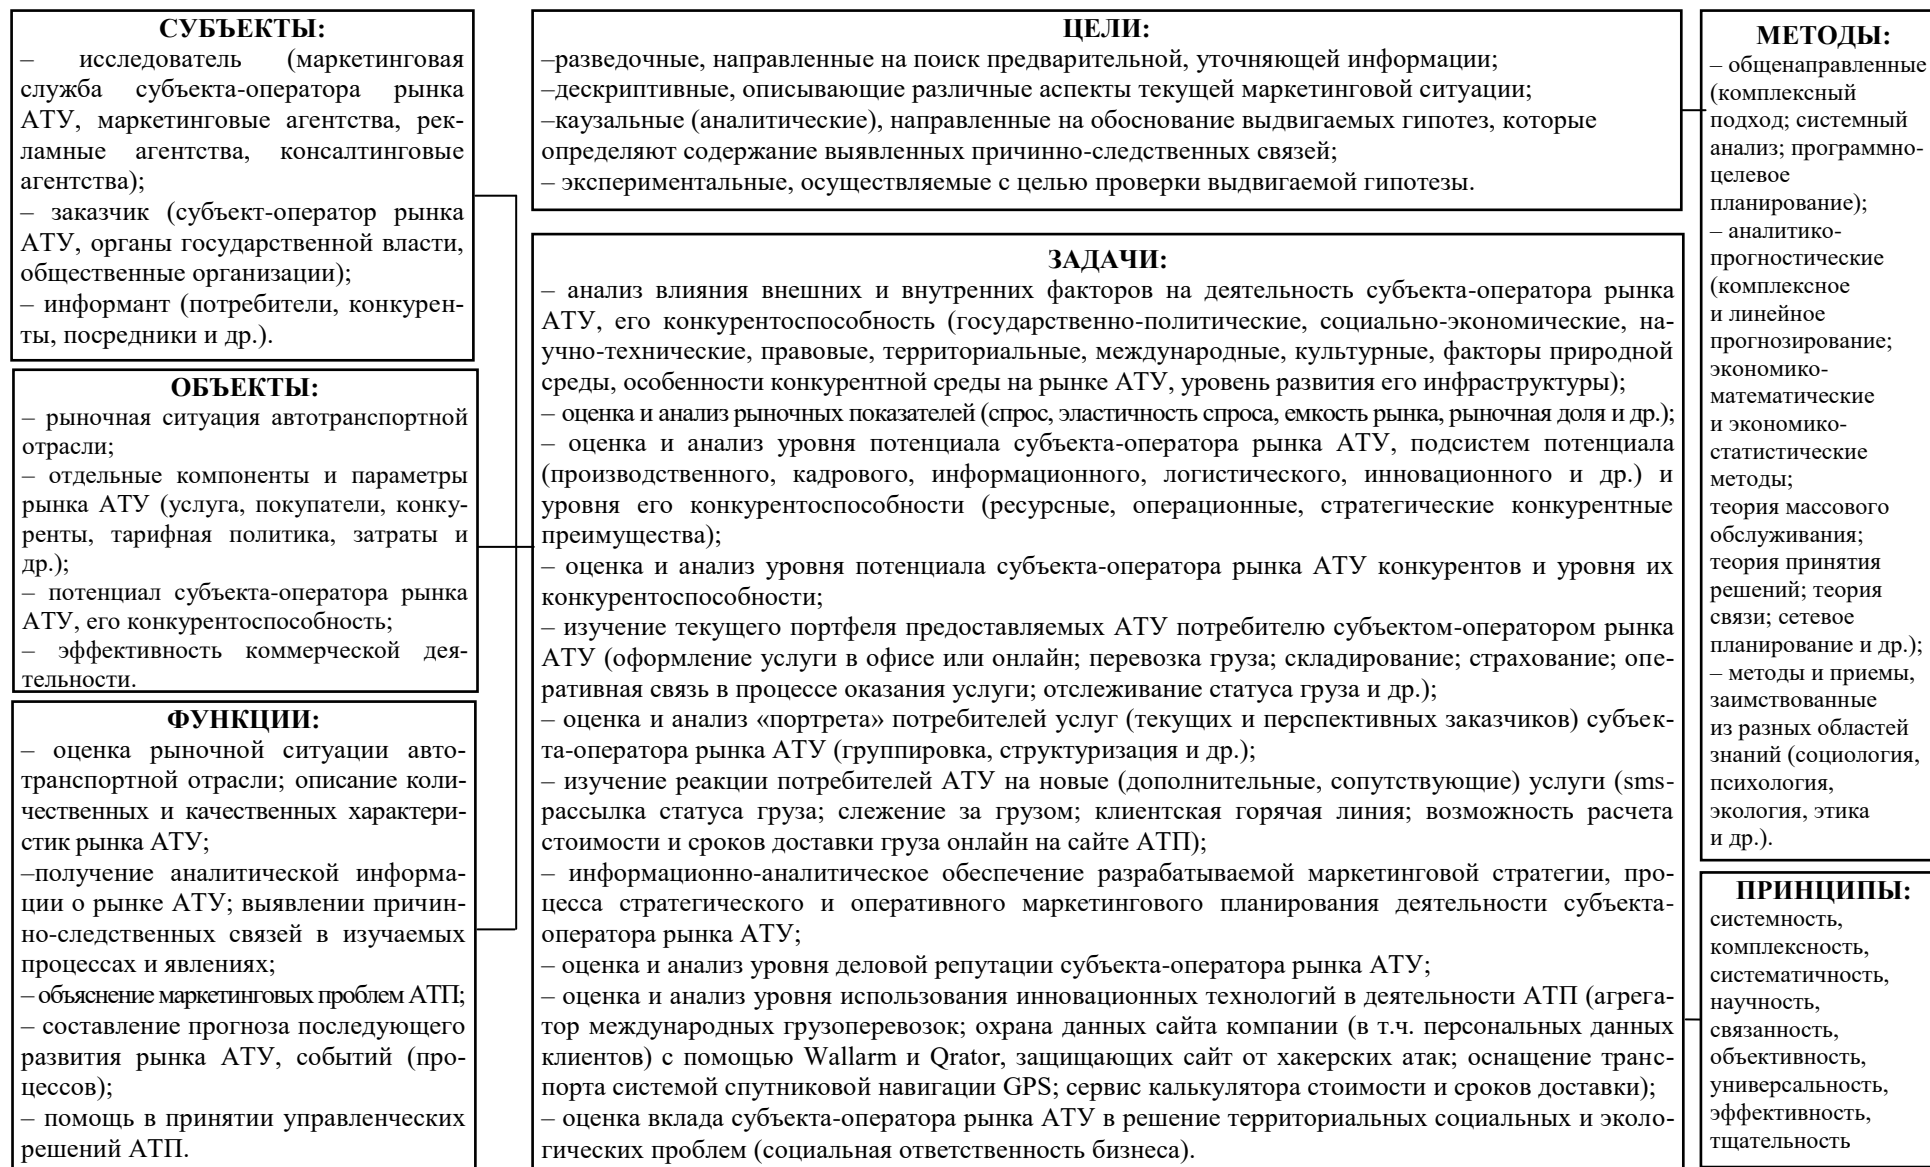 СУБЪЕКТЫ:
– исследователь (маркетинговая
служба субъекта-оператора рынка
АТУ, маркетинговые агентства, рек-
ламные агентства, консалтинговые
агентства);
– заказчик (субъект-оператор рынка
АТУ, органы государственной власти,
общественные организации);
– информант (потребители, конкурен-
ты, посредники и др.).
ОБЪЕКТЫ:
– рыночная ситуация автотранспортной
отрасли;
– отдельные компоненты и параметры
рынка АТУ (услуга, покупатели, конку-
ренты, тарифная политика, затраты и
др.);
– потенциал субъекта-оператора рынка
АТУ, его конкурентоспособность;
– эффективность коммерческой дея-
тельности.
ФУНКЦИИ:
– оценка рыночной ситуации авто-
транспортной отрасли; описание коли-
чественных и качественных характери-
стик рынка АТУ;
–получение аналитической информа-
ции о рынке АТУ; выявлении причин-
но-следственных связей в изучаемых
процессах и явлениях;
– объяснение маркетинговых проблем АТП;
– составление прогноза последующего
развития рынка АТУ, событий (про-
цессов);
– помощь в принятии управленческих
решений АТП.
ЦЕЛИ:
–разведочные, направленные на поиск предварительной, уточняющей информации;
–дескриптивные, описывающие различные аспекты текущей маркетинговой ситуации;
–каузальные (аналитические), направленные на обоснование выдвигаемых гипотез, которые
определяют содержание выявленных причинно-следственных связей;
– экспериментальные, осуществляемые с целью проверки выдвигаемой гипотезы.
ЗАДАЧИ:
– анализ влияния внешних и внутренних факторов на деятельность субъекта-оператора рынка
АТУ, его конкурентоспособность (государственно-политические, социально-экономические, на-
учно-технические, правовые, территориальные, международные, культурные, факторы природной
среды, особенности конкурентной среды на рынке АТУ, уровень развития его инфраструктуры);
– оценка и анализ рыночных показателей (спрос, эластичность спроса, емкость рынка, рыночная доля и др.);
– оценка и анализ уровня потенциала субъекта-оператора рынка АТУ, подсистем потенциала
(производственного, кадрового, информационного, логистического, инновационного и др.) и
уровня его конкурентоспособности (ресурсные, операционные, стратегические конкурентные
преимущества);
– оценка и анализ уровня потенциала субъекта-оператора рынка АТУ конкурентов и уровня их
конкурентоспособности;
– изучение текущего портфеля предоставляемых АТУ потребителю субъектом-оператором рынка
АТУ (оформление услуги в офисе или онлайн; перевозка груза; складирование; страхование; опе-
ративная связь в процессе оказания услуги; отслеживание статуса груза и др.);
– оценка и анализ «портрета» потребителей услуг (текущих и перспективных заказчиков) субъек-
та-оператора рынка АТУ (группировка, структуризация и др.);
– изучение реакции потребителей АТУ на новые (дополнительные, сопутствующие) услуги (sms-
рассылка статуса груза; слежение за грузом; клиентская горячая линия; возможность расчета
стоимости и сроков доставки груза онлайн на сайте АТП);
– информационно-аналитическое обеспечение разрабатываемой маркетинговой стратегии, про-
цесса стратегического и оперативного маркетингового планирования деятельности субъекта-
оператора рынка АТУ;
– оценка и анализ уровня деловой репутации субъекта-оператора рынка АТУ;
– оценка и анализ уровня использования инновационных технологий в деятельности АТП (агрега-
тор международных грузоперевозок; охрана данных сайта компании (в т.ч. персональных данных
клиентов) с помощью Wallarm и Qrator, защищающих сайт от хакерских атак; оснащение транс-
порта системой спутниковой навигации GPS; сервис калькулятора стоимости и сроков доставки);
– оценка вклада субъекта-оператора рынка АТУ в решение территориальных социальных и эколо-
гических проблем (социальная ответственность бизнеса).
МЕТОДЫ:
– общенаправленные
(комплексный
подход; системный
анализ; программно-
целевое
планирование);
– аналитико-
прогностические
(комплексное
и линейное
прогнозирование;
экономико-
математические
и экономико-
статистические
методы;
теория массового
обслуживания;
теория принятия
решений; теория
связи; сетевое
планирование и др.);
– методы и приемы,
заимствованные
из разных областей
знаний (социология,
психология,
экология, этика
и др.).
ПРИНЦИПЫ:
системность,
комплексность,
систематичность,
научность,
связанность,
объективность,
универсальность,
эффективность,
тщательность